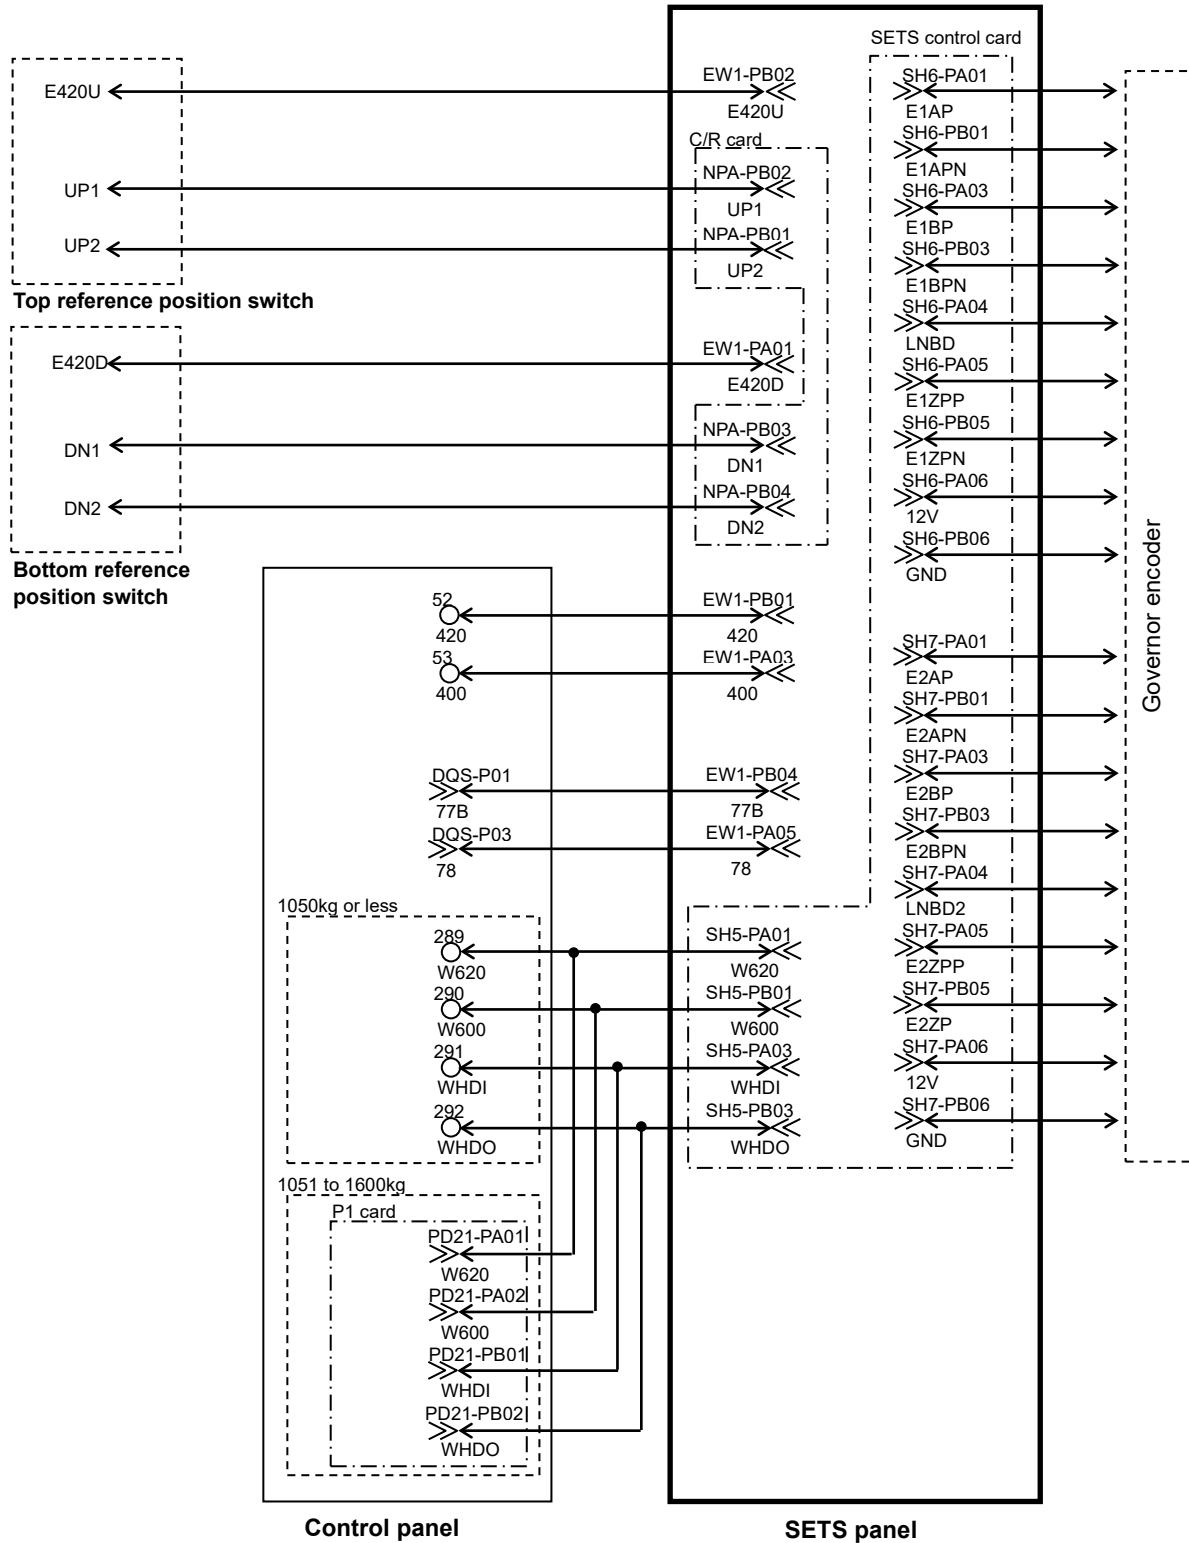 E420U
UP1
UP2
Top reference position switch
E420D
DN1
DN2
Bottom reference
position switch
52
420
53
400
DQS-P01
77B
DQS-P03
78
1050kg or less
289
W620
290
W600
291
WHDI
292
WHDO
1051 to 1600kg
P1 card
PD21-PA01
W620
PD21-PA02
W600
PD21-PB01
WHDI
PD21-PB02
WHDO
Control panel
EW1-PB02
E420U
C/R card
NPA-PB02
UP1
NPA-PB01
UP2
EW1-PA01
E420D
NPA-PB03
DN1
NPA-PB04
DN2
EW1-PB01
420
EW1-PA03
400
EW1-PB04
77B
EW1-PA05
78
SH5-PA01
W620
SH5-PB01
W600
SH5-PA03
WHDI
SH5-PB03
WHDO
SETS control card
SH6-PA01
E1AP
SH6-PB01
E1APN
SH6-PA03
E1BP
SH6-PB03
E1BPN
SH6-PA04
LNBD
SH6-PA05
E1ZPP
SH6-PB05
E1ZPN
SH6-PA06
12V
SH6-PB06
GND
SH7-PA01
E2AP
SH7-PB01
E2APN
SH7-PA03
E2BP
SH7-PB03
E2BPN
SH7-PA04
LNBD2
SH7-PA05
E2ZPP
SH7-PB05
E2ZP
SH7-PA06
12V
SH7-PB06
GND
SETS panel
Governor encoder